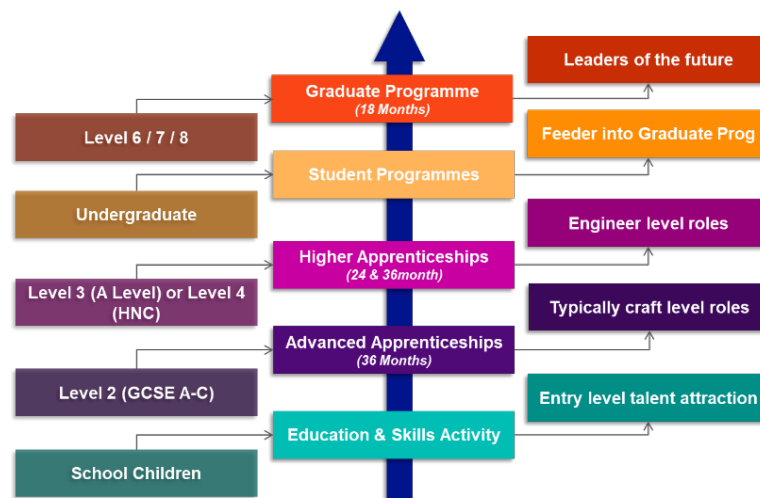 Leaders of the future
Graduate Programme
(18 Months)
Level 6 / 7 / 8
Feeder into Graduate Prog
Student Programmes
Undergraduate
Engineer level roles
Higher Apprenticeships
(24 & 36month)
Level 3 (A Level) or Level 4
(HNC)
Typically craft level roles
Advanced Apprenticeships
(36 Months)
Level 2 (GCSE A-C)
Entry level talent attraction
Education & Skills Activity
School Children